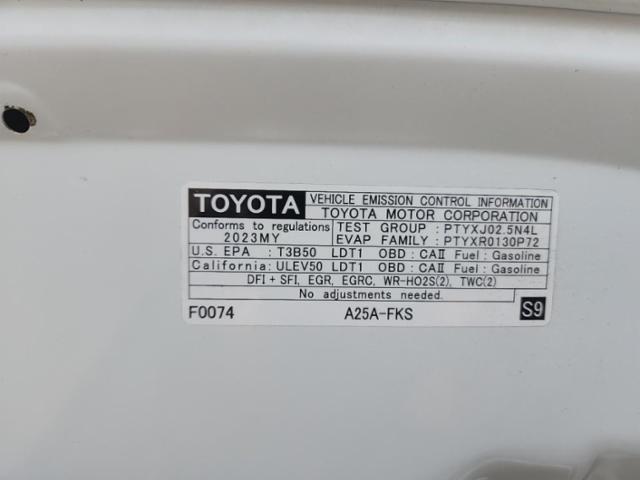 TOYOTA VEHICLE EMISSION CONTROL INFORMATION
TOYOTA MOTOR CORPORATION
Conforms to regulations TEST GROUP : PTYXJ02.5N4L
2023MY EVAP FAMILY : PTYXR0130P72
U.S. EPA : T3B50 LDT1 OBD : CAⅡ Fuel : Gasoline
California: ULEV50 LDT1 OBD : CAⅡ Fuel : Gasoline
DFI + SFI, EGR, EGRC, WR-HO2S(2), TWC(2)
No adjustments needed.
F0074 A25A-FKS S9